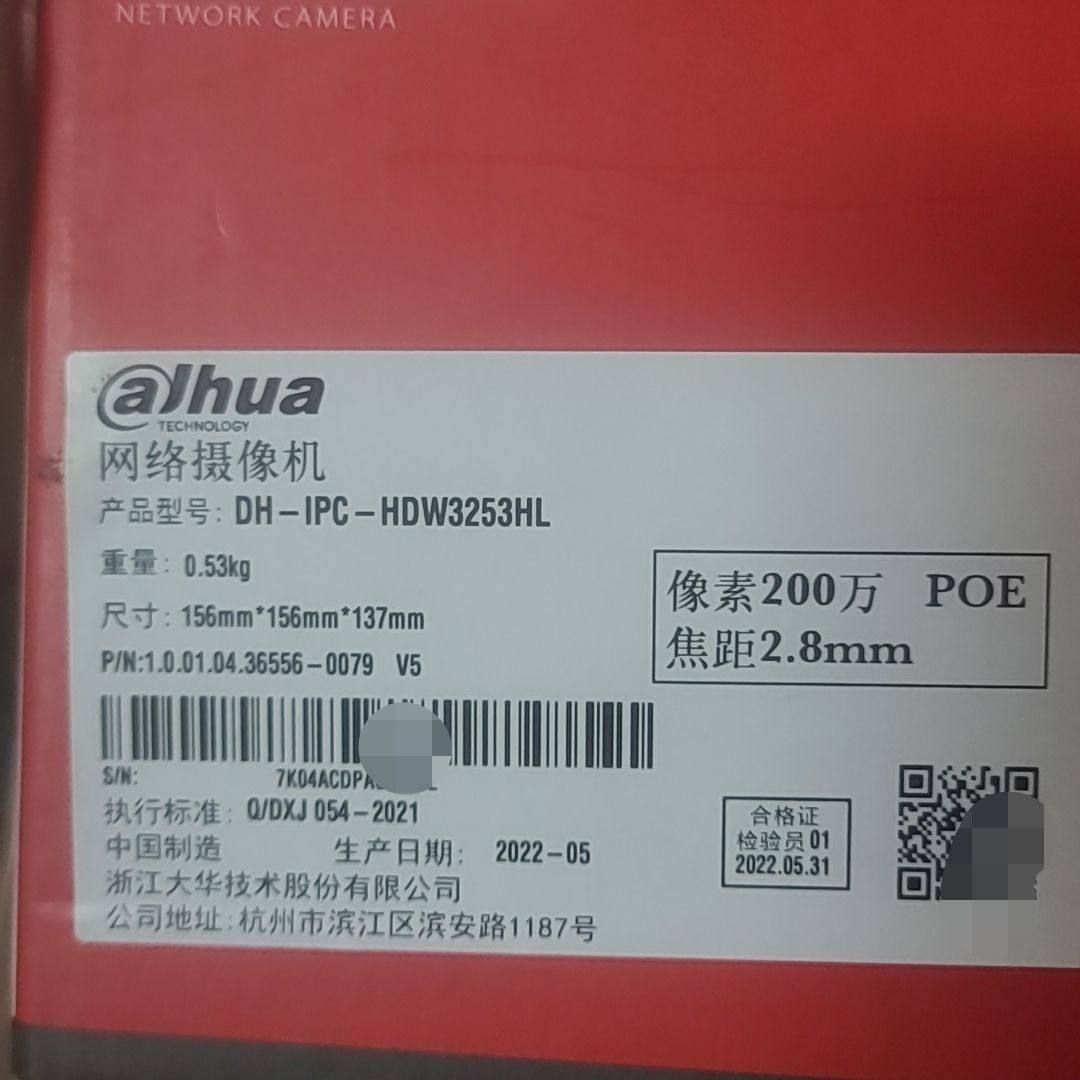 NETWORK CAMERA
alhua
TECHNOLOGY
网络摄像机
产品型号: DH-IPC-HDW3253HL
重量: 0.53kg
尺寸: 156mm*156mm*137mm
P/N:1.0.01.04.36556-0079 V5
像素200万 POE
焦距2.8mm
S/N: 7K04ACDPA
执行标准: Q/DXJ 054-2021
中国制造 生产日期: 2022-05
浙江大华技术股份有限公司
公司地址:杭州市滨江区滨安路1187号
合格证
检验员01
2022.05.31